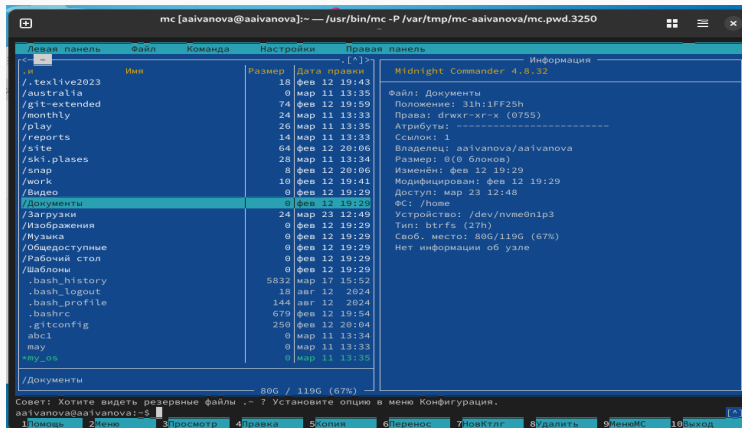 mc [aaivanova@aaivanova]:~ — /usr/bin/mc -P /var/tmp/mc-aaivanova/mc.pwd.3250
Левая панель Файл Команда Настройки Правая панель
<- ~ .[^]>
.и Имя Размер Дата правки
/.texlive2023 18 фев 12 19:43
/australia 0 мар 11 13:35
/git-extended 74 фев 12 19:59
/monthly 24 мар 11 13:33
/play 26 мар 11 13:35
/reports 14 мар 11 13:33
/site 64 фев 12 20:06
/ski.plases 28 мар 11 13:34
/snap 8 фев 12 20:06
/work 10 фев 12 19:41
/Видео 0 фев 12 19:29
/Документы 0 фев 12 19:29
/Загрузки 24 мар 23 12:49
/Изображения 0 фев 12 19:29
/Музыка 0 фев 12 19:29
/Общедоступные 0 фев 12 19:29
/Рабочий стол 0 фев 12 19:29
/Шаблоны 0 фев 12 19:29
.bash_history 5832 мар 17 15:52
.bash_logout 18 авг 12 2024
.bash_profile 144 авг 12 2024
.bashrc 679 фев 12 19:54
.gitconfig 250 фев 12 20:04
abc1 0 мар 11 13:34
may 0 мар 11 13:33
*my_os 0 мар 11 13:35
/Документы
80G / 119G (67%)
Информация
Midnight Commander 4.8.32
Файл: Документы
Положение: 31h:1FF25h
Права: drwxr-xr-x (0755)
Атрибуты: --------------------------
Ссылок: 1
Владелец: aaivanova/aaivanova
Размер: 0(0 блоков)
Изменён: фев 12 19:29
Модифицирован: фев 12 19:29
Доступ: мар 23 12:48
ФС: /home
Устройство: /dev/nvme0n1p3
Тип: btrfs (27h)
Своб. место: 80G/119G (67%)
Нет информации об узле
Совет: Хотите видеть резервные файлы .~ ? Установите опцию в меню Конфигурация.
aaivanova@aaivanova:~$ [^]
1Помощь 2Меню 3Просмотр 4Правка 5Копия 6Перенос 7НовКтлг 8Удалить 9МенюMC 10Выход